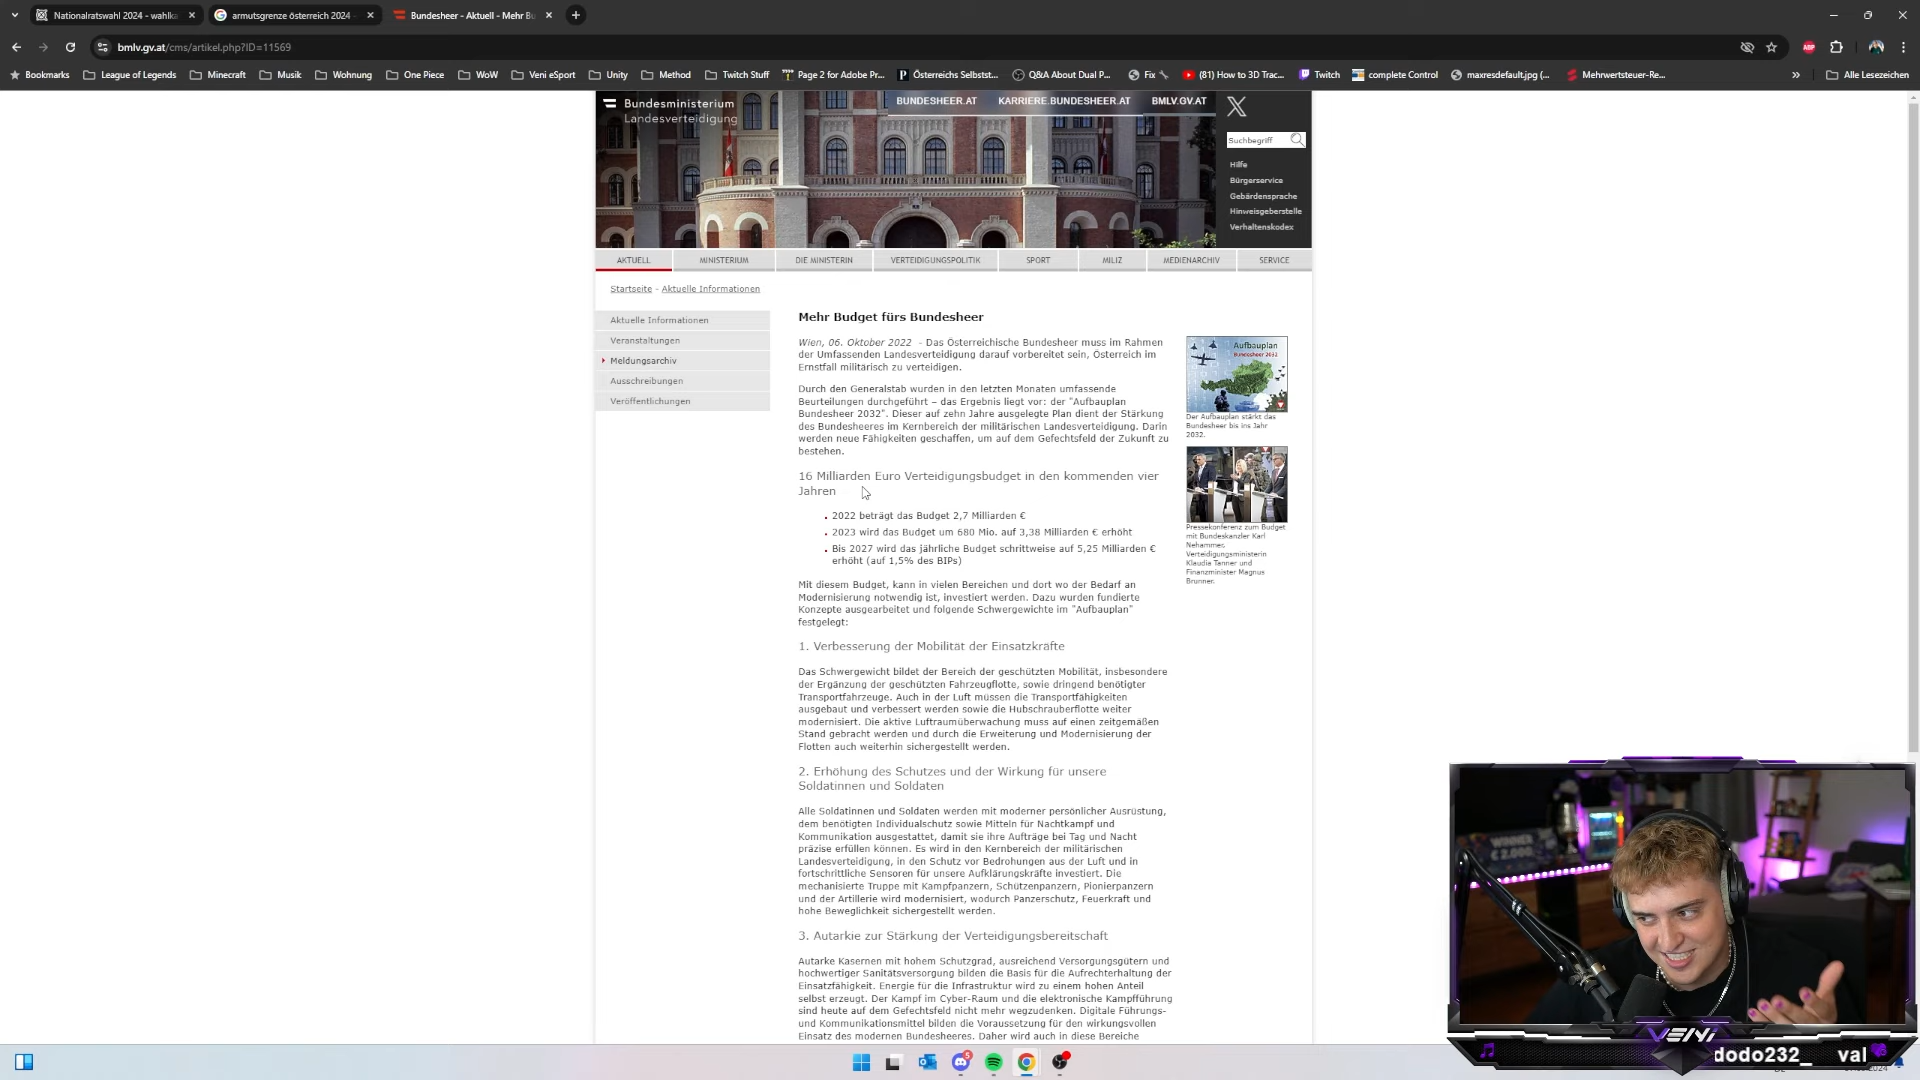 Nationalratswahl 2024 - wahlka
armutsgrenze österreich 2024 -
Bundesheer - Aktuell - Mehr Bu
bmlv.gv.at/cms/artikel.php?ID=11569
Bookmarks
League of Legends
Minecraft
Musik
Wohnung
One Piece
WoW
Veni eSport
Unity
Method
Twitch Stuff
Page 2 for Adobe Pr...
Österreichs Selbstst...
Q&A About Dual P...
Fix
(81) How to 3D Trac...
Twitch
complete Control
maxresdefault.jpg (...
Mehrwertsteuer-Re...
»
Alle Lesezeichen
Bundesministerium
Landesverteidigung
BUNDESHEER.AT
KARRIERE.BUNDESHEER.AT
BMLV.GV.AT
Suchbegriff
Hilfe
Bürgerservice
Gebärdensprache
Hinweisgeberstelle
Verhaltenskodex
AKTUELL
MINISTERIUM
DIE MINISTERIN
VERTEIDIGUNGSPOLITIK
SPORT
MILIZ
MEDIENARCHIV
SERVICE
Startseite - Aktuelle Informationen
Aktuelle Informationen
Veranstaltungen
Meldungsarchiv
Ausschreibungen
Veröffentlichungen
Mehr Budget fürs Bundesheer
Wien, 06. Oktober 2022 - Das Österreichische Bundesheer muss im Rahmen
der Umfassenden Landesverteidigung darauf vorbereitet sein, Österreich im
Ernstfall militärisch zu verteidigen.
Durch den Generalstab wurden in den letzten Monaten umfassende
Beurteilungen durchgeführt – das Ergebnis liegt vor: der "Aufbauplan
Bundesheer 2032". Dieser auf zehn Jahre ausgelegte Plan dient der Stärkung
des Bundesheeres im Kernbereich der militärischen Landesverteidigung. Darin
werden neue Fähigkeiten geschaffen, um auf dem Gefechtsfeld der Zukunft zu
bestehen.
16 Milliarden Euro Verteidigungsbudget in den kommenden vier
Jahren
2022 beträgt das Budget 2,7 Milliarden €
2023 wird das Budget um 680 Mio. auf 3,38 Milliarden € erhöht
Bis 2027 wird das jährliche Budget schrittweise auf 5,25 Milliarden €
erhöht (auf 1,5% des BIPs)
Mit diesem Budget, kann in vielen Bereichen und dort wo der Bedarf an
Modernisierung notwendig ist, investiert werden. Dazu wurden fundierte
Konzepte ausgearbeitet und folgende Schwergewichte im "Aufbauplan"
festgelegt:
1. Verbesserung der Mobilität der Einsatzkräfte
Das Schwergewicht bildet der Bereich der geschützten Mobilität, insbesondere
der Ergänzung der geschützten Fahrzeugflotte, sowie dringend benötigter
Transportfahrzeuge. Auch in der Luft müssen die Transportfähigkeiten
ausgebaut und verbessert werden sowie die Hubschrauberflotte weiter
modernisiert. Die aktive Luftraumüberwachung muss auf einen zeitgemäßen
Stand gebracht werden und durch die Erweiterung und Modernisierung der
Flotten auch weiterhin sichergestellt werden.
2. Erhöhung des Schutzes und der Wirkung für unsere
Soldatinnen und Soldaten
Alle Soldatinnen und Soldaten werden mit moderner persönlicher Ausrüstung,
dem benötigten Individualschutz sowie Mitteln für Nachtkampf und
Kommunikation ausgestattet, damit sie ihre Aufträge bei Tag und Nacht
präzise erfüllen können. Es wird in den Kernbereich der militärischen
Landesverteidigung, in den Schutz vor Bedrohungen aus der Luft und in
fortschrittliche Sensoren für unsere Aufklärungskräfte investiert. Die
mechanisierte Truppe mit Kampfpanzern, Schützenpanzern, Pionierpanzern
und der Artillerie wird modernisiert, wodurch Panzerschutz, Feuerkraft und
hohe Beweglichkeit sichergestellt werden.
3. Autarkie zur Stärkung der Verteidigungsbereitschaft
Autarke Kasernen mit hohem Schutzgrad, ausreichend Versorgungsgütern und
hochwertiger Sanitätsversorgung bilden die Basis für die Aufrechterhaltung der
Einsatzfähigkeit. Energie für die Infrastruktur wird zu einem hohen Anteil
selbst erzeugt. Der Kampf im Cyber-Raum und die elektronische Kampfführung
sind heute auf dem Gefechtsfeld nicht mehr wegzudenken. Digitale Führungs-
und Kommunikationsmittel bilden die Voraussetzung für den wirkungsvollen
Einsatz des modernen Bundesheeres. Daher wird auch in diese Bereiche
Aufbauplan
Bundesheer 2032
Der Aufbauplan stärkt das
Bundesheer bis ins Jahr
2032.
Pressekonferenz zum Budget
mit Bundeskanzler Karl
Nehammer,
Verteidigungsministerin
Klaudia Tanner und
Finanzminister Magnus
Brunner.
€ 2.000
VENI
dodo232_ val